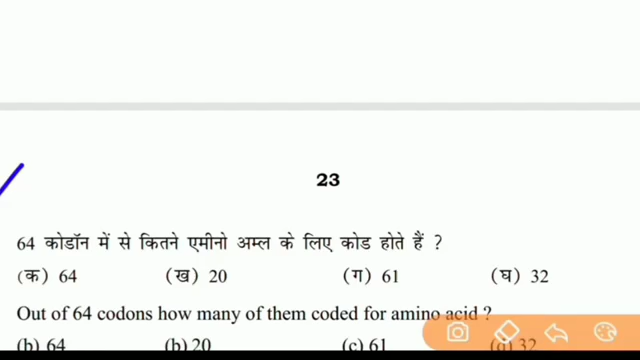 23
64 कोडॉन में से कितने एमीनो अम्ल के लिए कोड होते हैं ?
(क) 64 (ख) 20 (ग) 61 (घ) 32
Out of 64 codons how many of them coded for amino acid ?
(b) 64 (b) 20 (c) 61 (d) 32